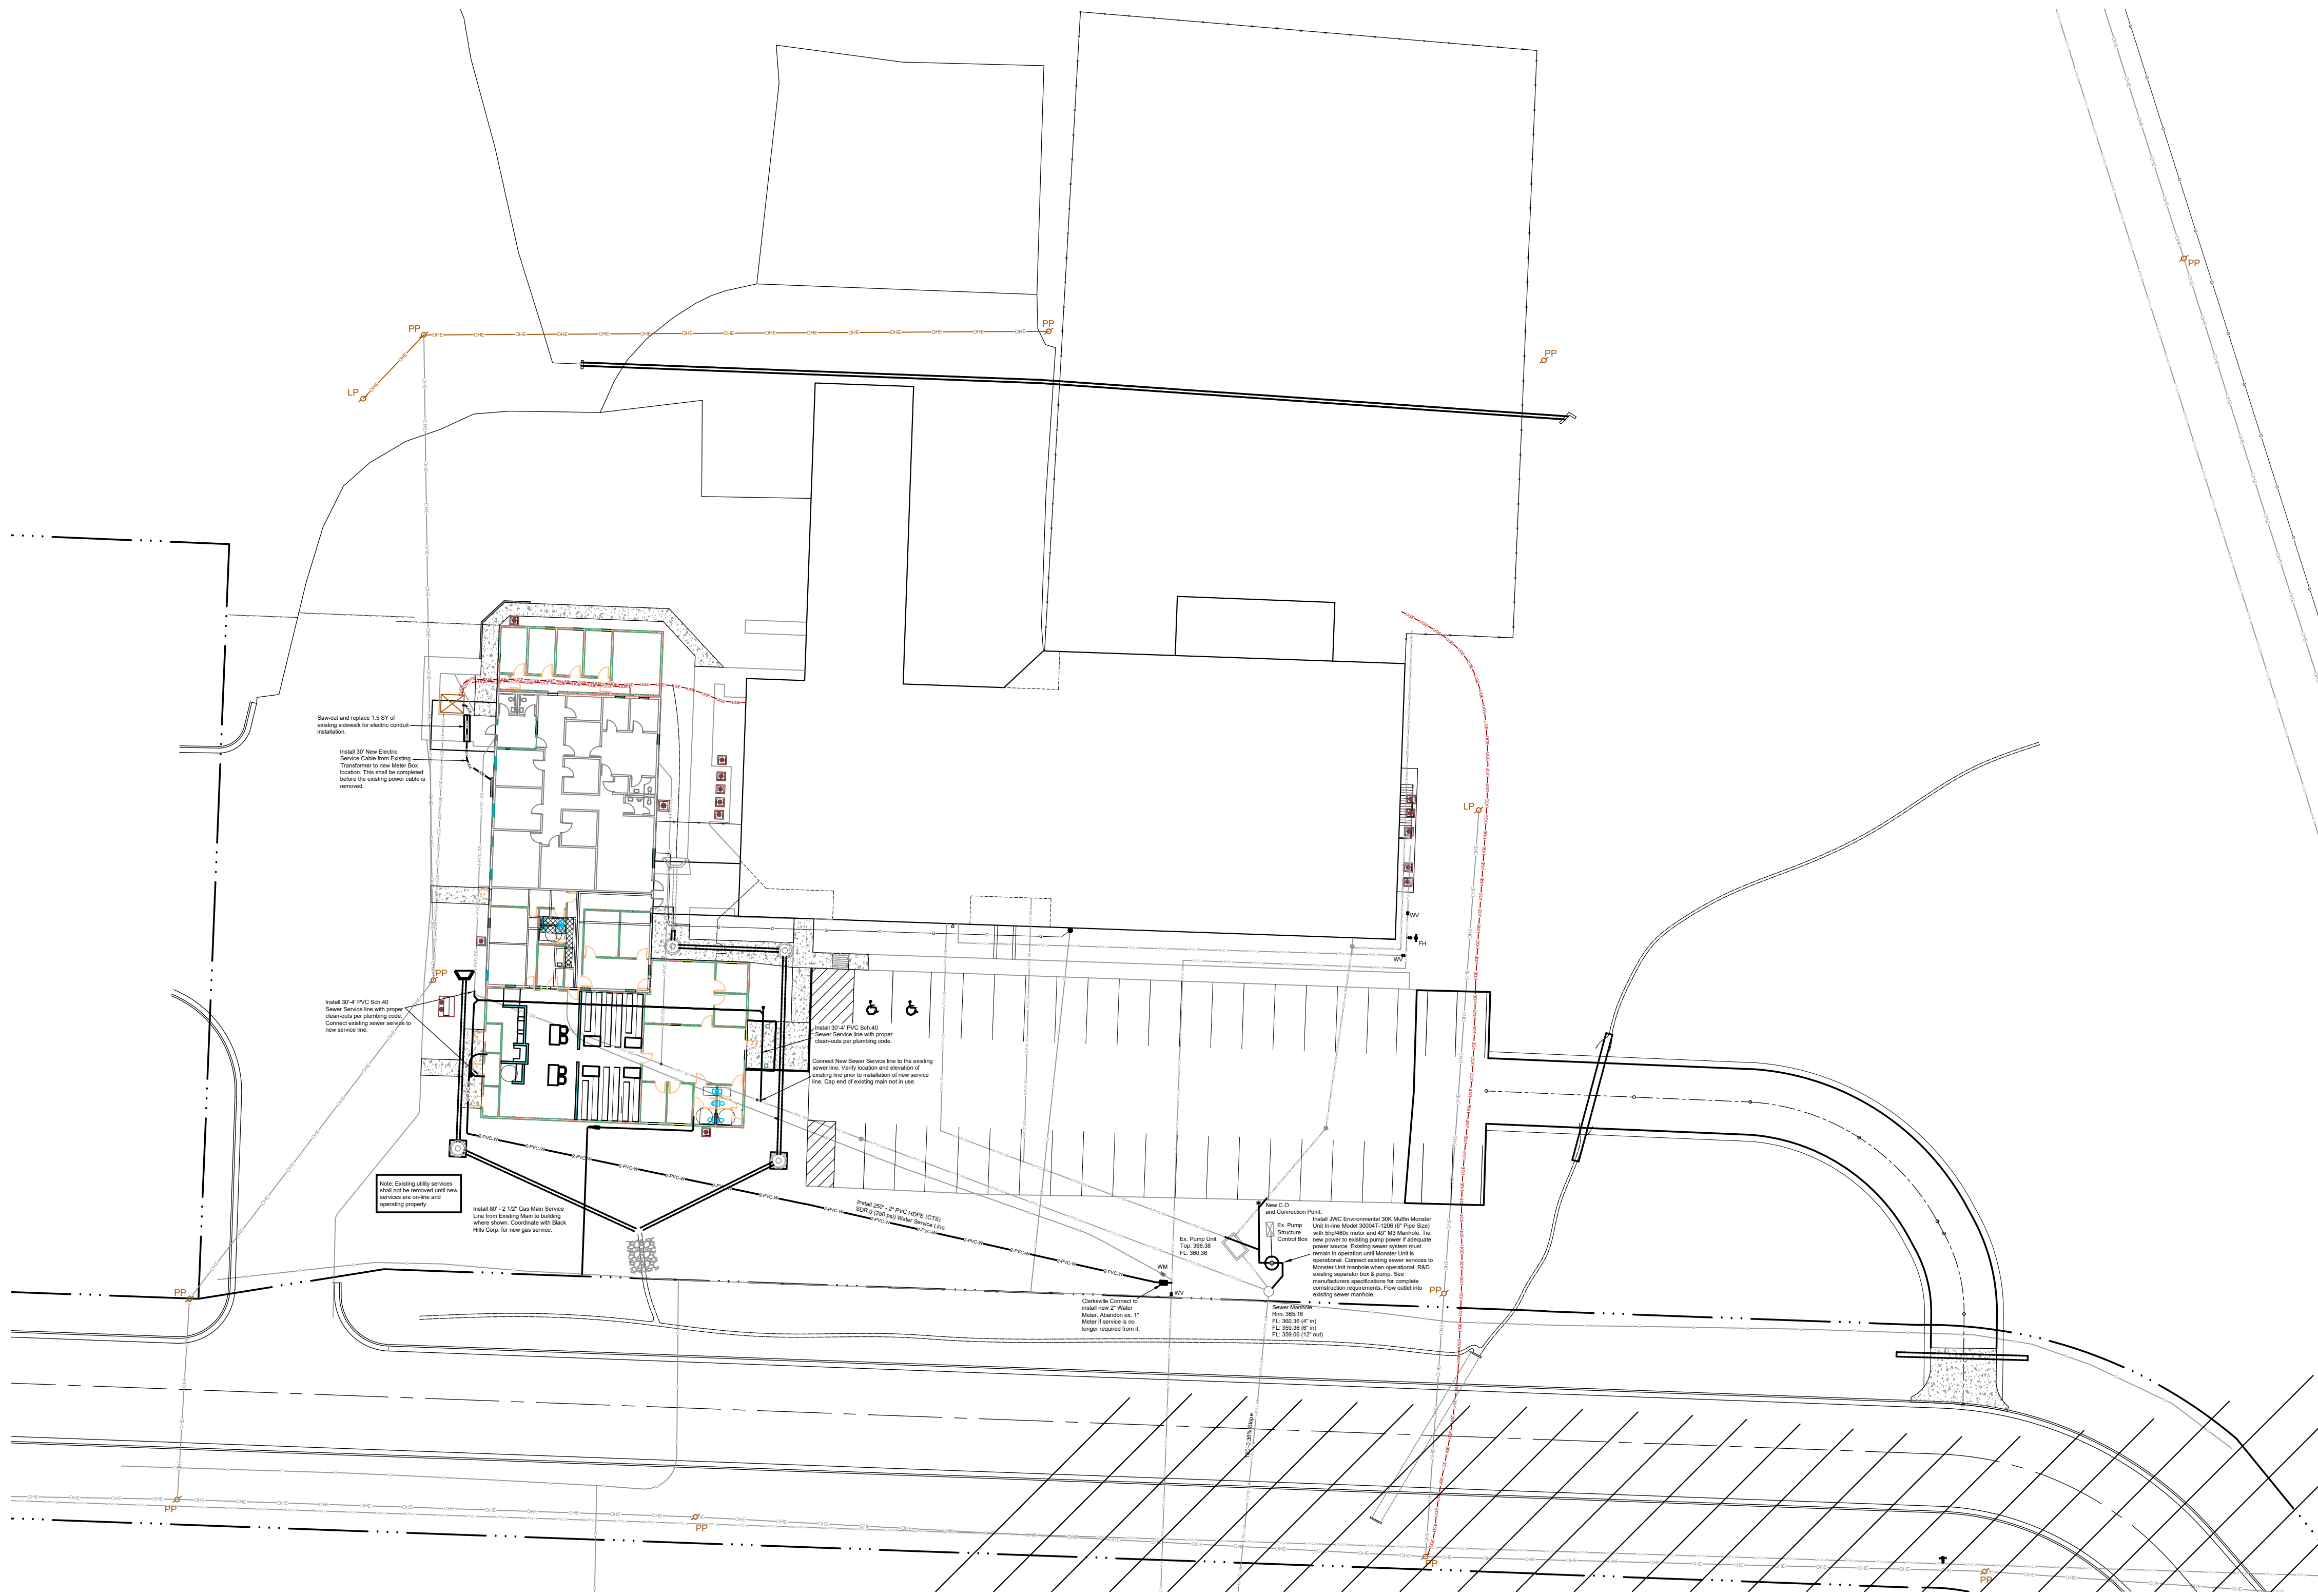 PP
PP
PP
PP
LP
Saw-cut and replace 1.5 SY of
existing sidewalk for electric conduit
installation.
Install 30' New Electric
Service Cable from Existing
Transformer to new Meter Box
location. This shall be completed
before the existing power cable is
removed.
LP
WV
FH
WV
PP
Install 30'-4' PVC Sch.40
Sewer Service line with proper
clean-outs per plumbing code.
Connect existing sewer service to
new service line.
Install 30'-4' PVC Sch.40
Sewer Service line with proper
clean-outs per plumbing code.
Connect New Sewer Service line to the existing
sewer line. Verify location and elevation of
existing line prior to installation of new service
line. Cap end of existing main not in use.
Note: Existing utility services
shall not be removed until new
services are on-line and
operating properly.
Install 80' - 2 1/2" Gas Main Service
Line from Existing Main to building
where shown. Coordinate with Black
Hills Corp. for new gas service.
Install 250' - 2" PVC HDPE (CTS)
SDR 9 (250 psi) Water Service Line.
New C.O.
and Connection Point.
Ex. Pump
Structure
Control Box
Ex. Pump Unit
Top: 366.38
FL: 360.36
Install JWC Environmental 30K Muffin Monster
Unit In-line Model 30004T-1206 (6" Pipe Size)
with 5hp/460v motor and 49" M3 Manhole. Tie
new power to existing pump power if adequate
power source. Existing sewer system must
remain in operation until Monster Unit is
operational. Connect existing sewer services to
Monster Unit manhole when operational. R&D
existing separator box & pump. See
manufacturers specifications for complete
construction requirements. Flow outlet into
existing sewer manhole.
WM
WV
PP
PP
Clarksville Connect to
install new 2" Water
Meter. Abandon ex. 1"
Meter if service is no
longer required from it.
Sewer Manhole
Rim: 365.16
FL: 360.36 (4" in)
FL: 359.36 (6" in)
FL: 359.06 (12" out)
PP
PP
PP
PP